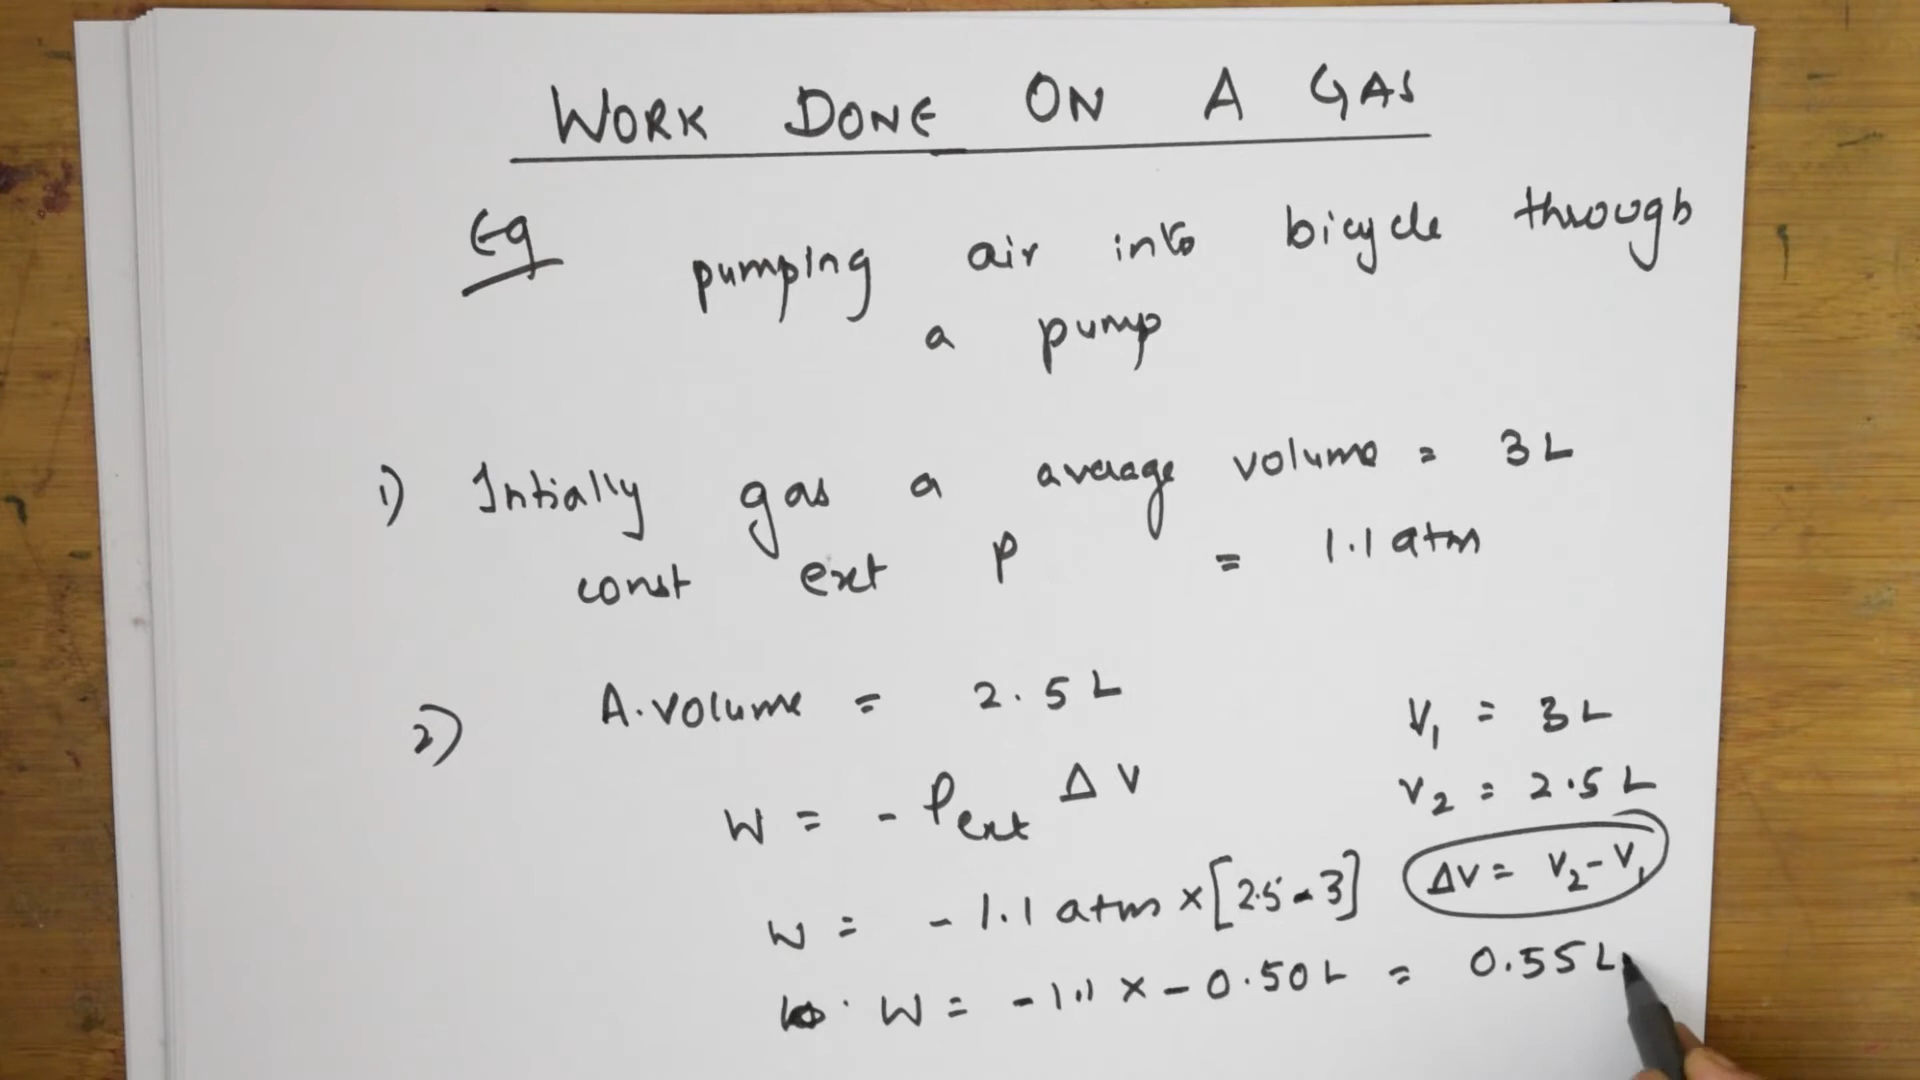 WORK DONE ON A GAS
Eg pumping air into bicycle through
a pump
1) Intially gas a average volume = 3L
const ext P = 1.1 atm
2) A.volume = 2.5L
V1 = 3L
W = -Pext ΔV
V2 = 2.5L
W = -1.1 atm × [2.5-3]
ΔV = V2-V1
W = -1.1 × -0.50L = 0.55L